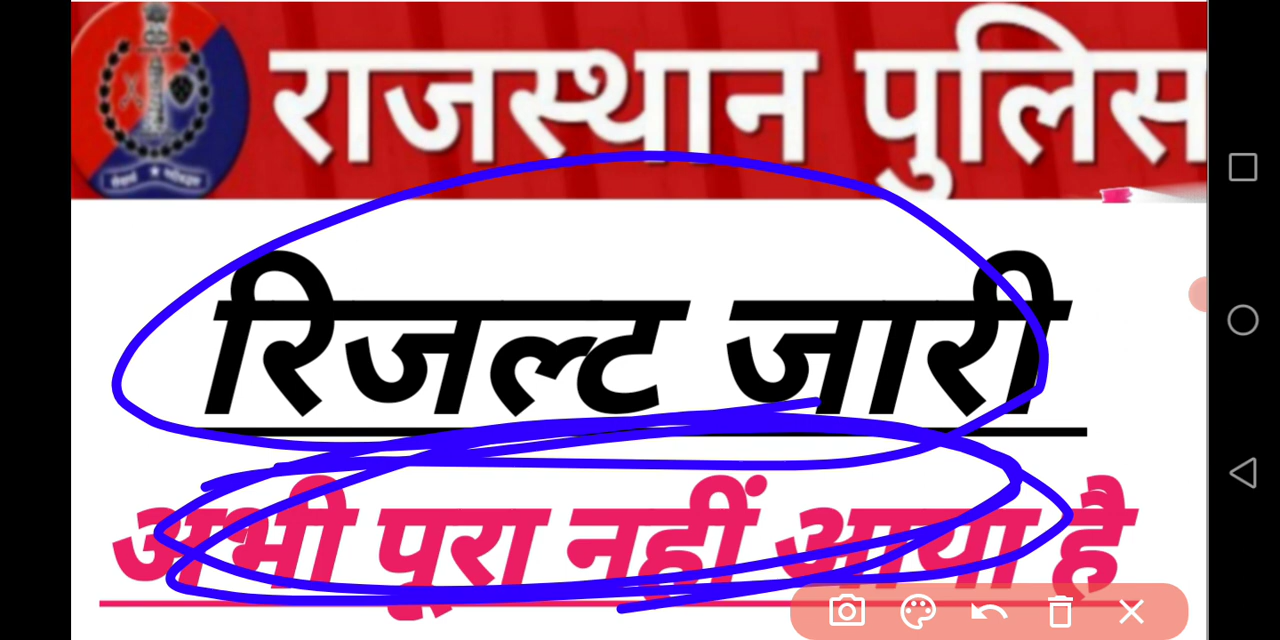 राजस्थान पुलिस
रिजल्ट जारी
अभी पूरा नहीं आया है